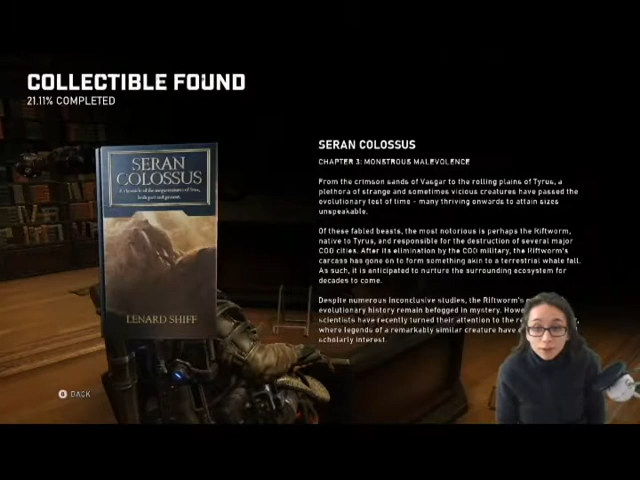 COLLECTIBLE FOUND
21.11% COMPLETED
SERAN
COLOSSUS
LENARD SHIFF
SERAN COLOSSUS
CHAPTER 3: MONSTROUS MALEVOLENCE
From the crimson sands of Vasgar to the rolling plains of Tyrus, a
plethora of strange and sometimes vicious creatures have passed the
evolutionary test of time - many thriving onwards to attain sizes
unspeakable.
Of these fabled beasts, the most notorious is perhaps the Riftworm,
native to Tyrus, and responsible for the destruction of several major
COG cities. After its elimination by the COG military, the Riftworm's
carcass has gone on to form something akin to a terrestrial whale fall.
As such, it is anticipated to nurture the surrounding ecosystem for
decades to come.
Despite numerous inconclusive studies, the Riftworm's
evolutionary history remain befogged in mystery.
scientists have recently turned their attention to the
where legends of a remarkably similar creature have
scholarly interest.
BACK